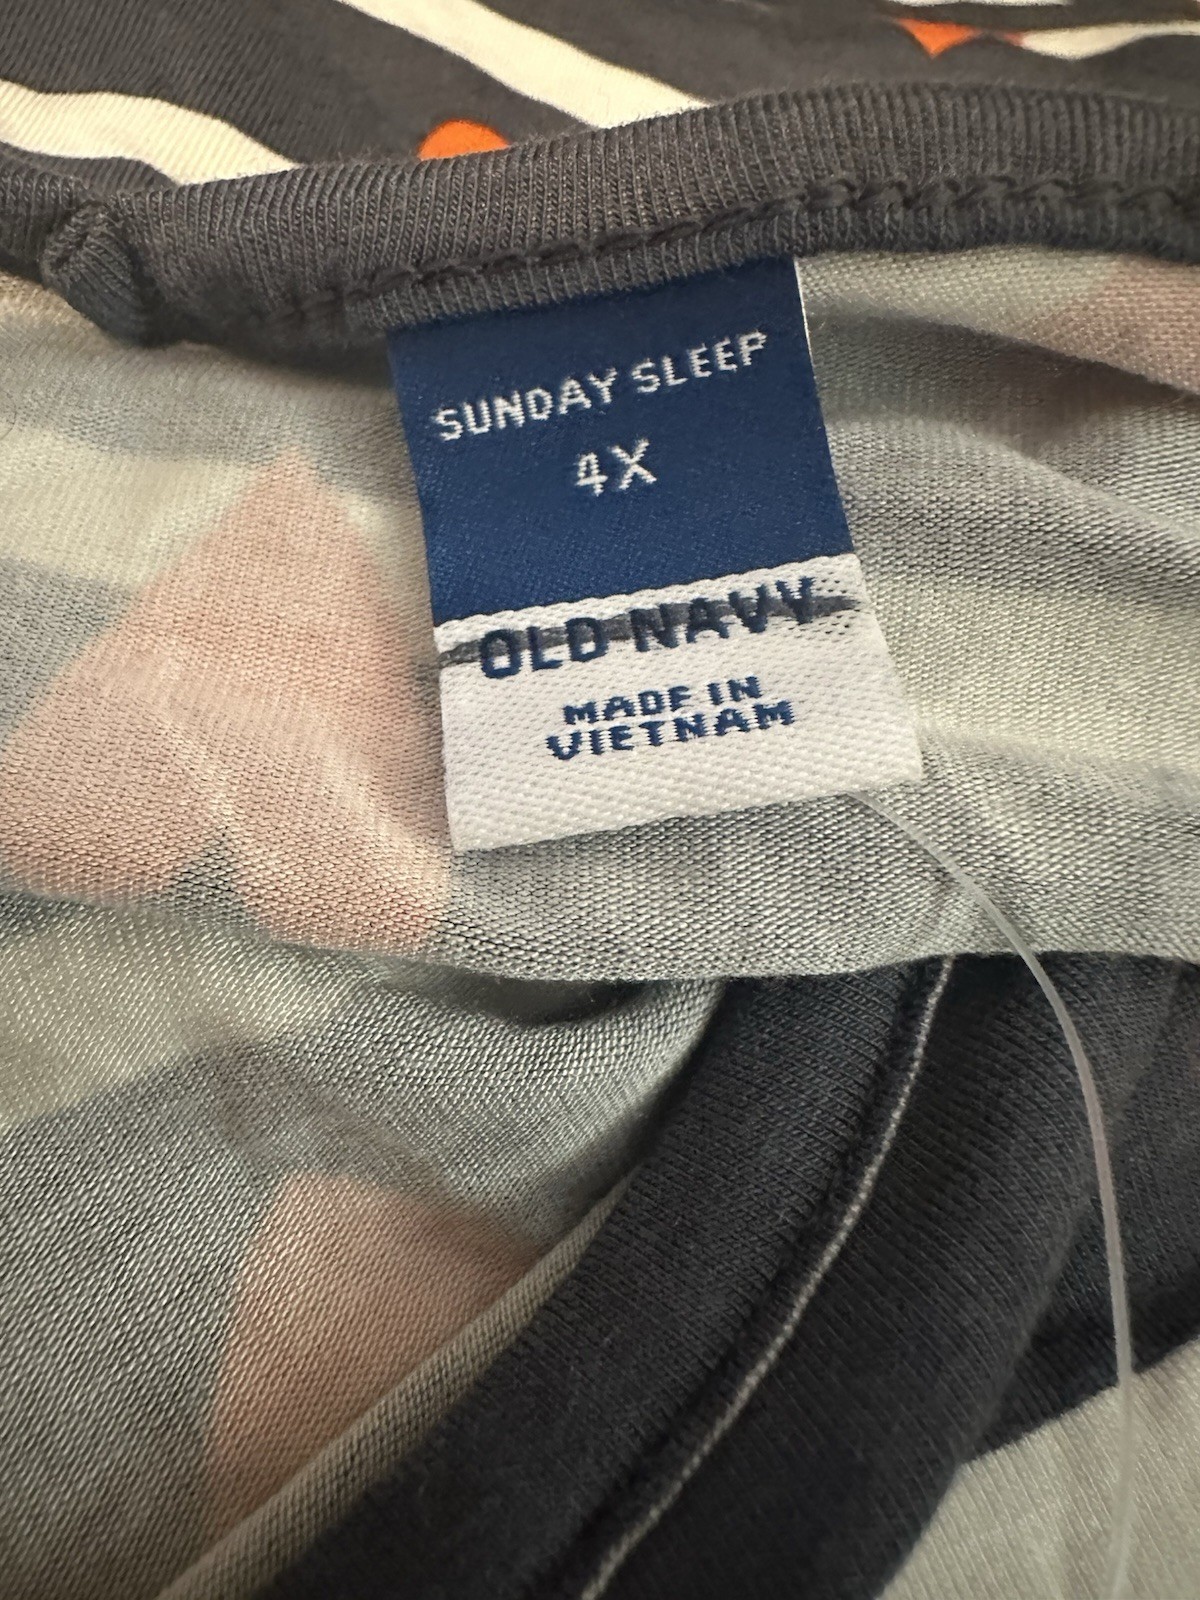 SUNDAY SLEEP
4X
OLD NAVY
MADE IN
VIETNAM